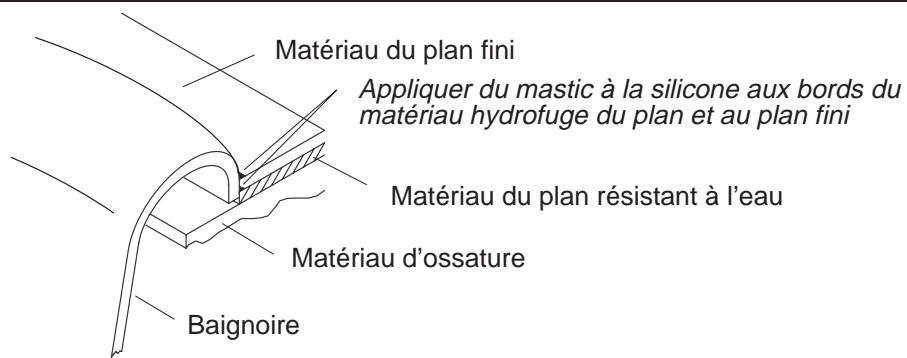 Matériau du plan fini
Appliquer du mastic à la silicone aux bords du
matériau hydrofuge du plan et au plan fini
Matériau du plan résistant à l'eau
Matériau d'ossature
Baignoire